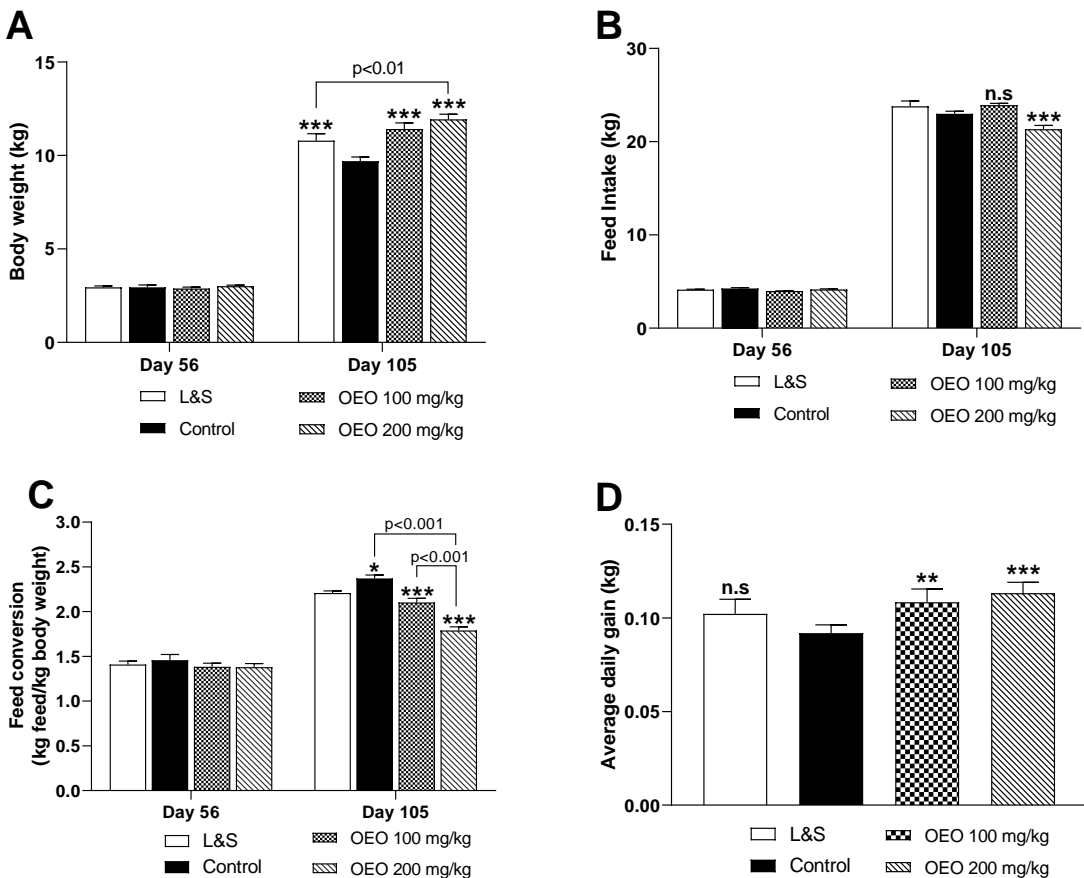 A
Body weight (kg)
15
10
5
0
p<0.01
***
***
***
Day 56
Day 105
L&S
Control
OEO 100 mg/kg
OEO 200 mg/kg
B
Feed Intake (kg)
30
20
10
0
n.s
***
Day 56
Day 105
L&S
Control
OEO 100 mg/kg
OEO 200 mg/kg
C
Feed conversion
(kg feed/kg body weight)
3.0
2.5
2.0
1.5
1.0
0.5
0.0
p<0.001
p<0.001
*
***
***
Day 56
Day 105
L&S
Control
OEO 100 mg/kg
OEO 200 mg/kg
D
Average daily gain (kg)
0.15
0.10
0.05
0.00
n.s
**
***
L&S
Control
OEO 100 mg/kg
OEO 200 mg/kg